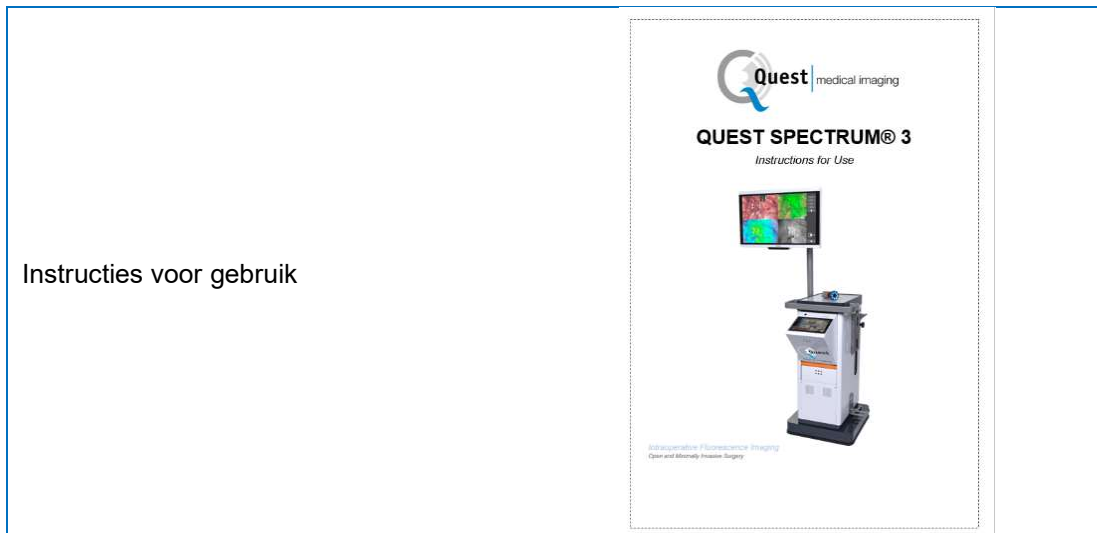 Instructies voor gebruik
Quest medical imaging
QUEST SPECTRUM® 3
Instructions for Use
Intraoperative Fluorescence Imaging
Open and Minimally Invasive Surgery